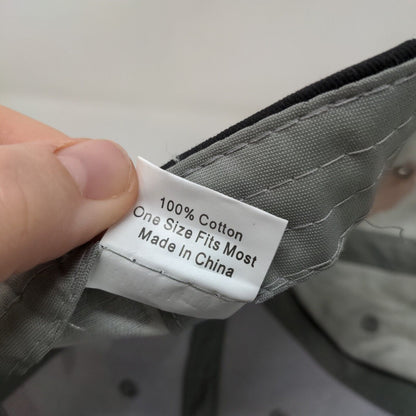 100% Cotton
One Size Fits Most
Made In China